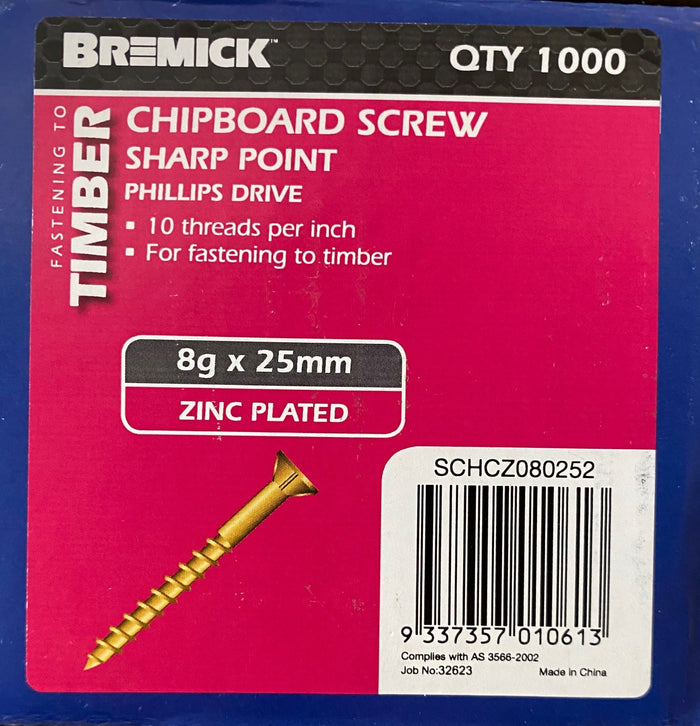 BREMICK™
QTY 1000
FASTENING TO
TIMBER
CHIPBOARD SCREW
SHARP POINT
PHILLIPS DRIVE
▪ 10 threads per inch
▪ For fastening to timber
8g x 25mm
ZINC PLATED
SCHCZ080252
9 337357 010613
Complies with AS 3566-2002
Job No:32623
Made in China